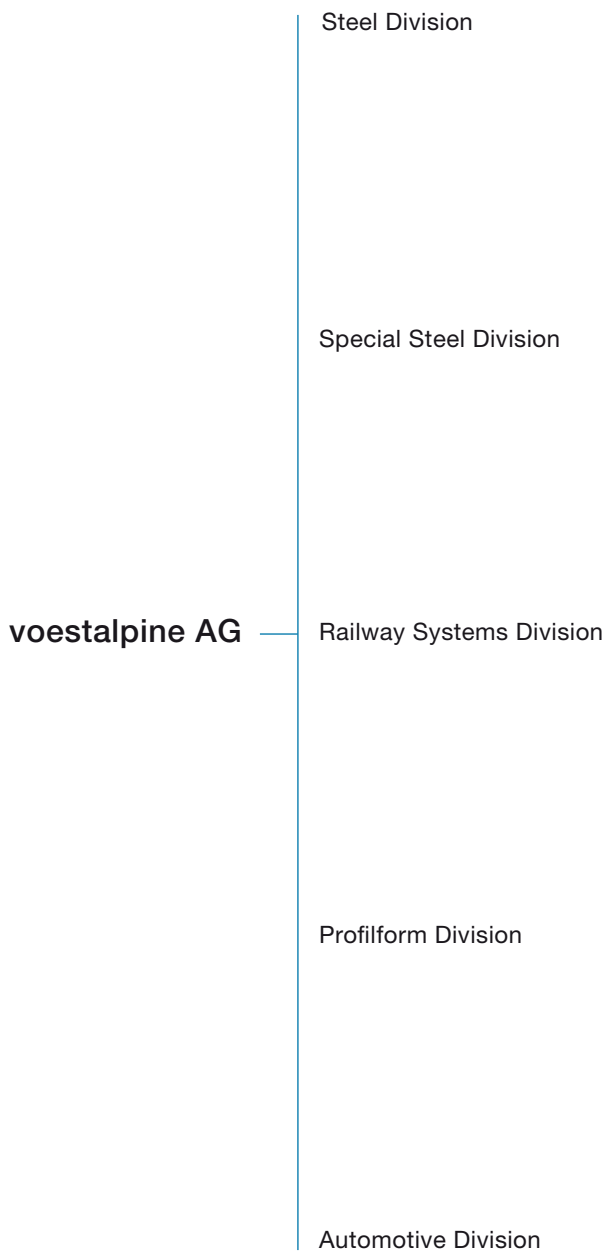 Steel Division
Special Steel Division
voestalpine AG
Railway Systems Division
Profilform Division
Automotive Division